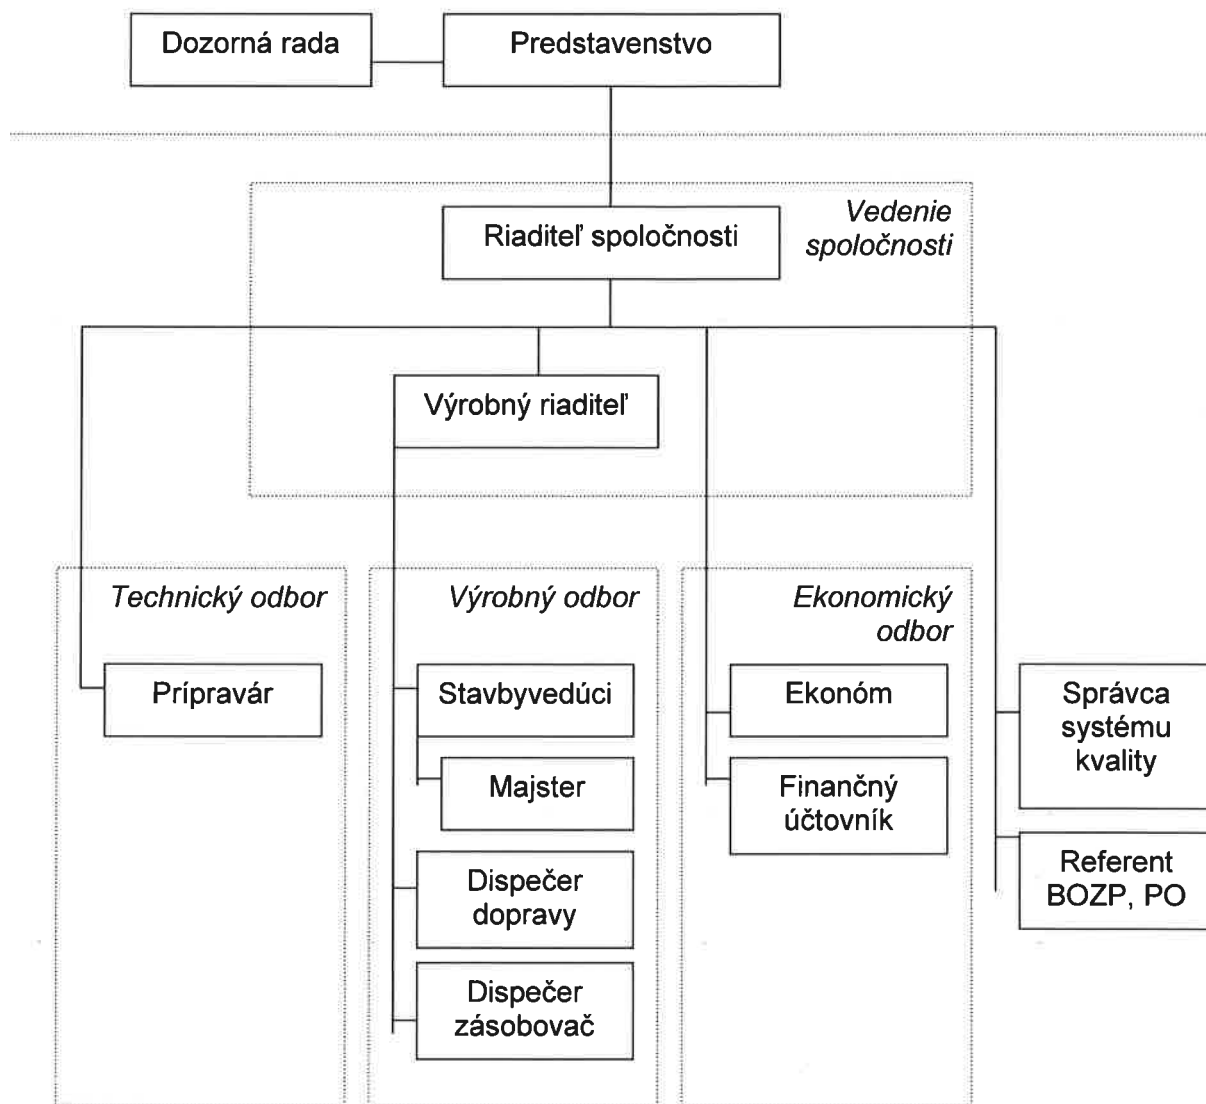 Dozorná rada
Predstavenstvo
Vedenie
spoločnosti
Riaditeľ spoločnosti
Výrobný riaditeľ
Technický odbor
Výrobný odbor
Ekonomický
odbor
Prípravár
Stavbyvedúci
Ekonóm
Správca
systému
kvality
Majster
Finančný
účtovník
Dispečer
dopravy
Referent
BOZP, PO
Dispečer
zásobovač